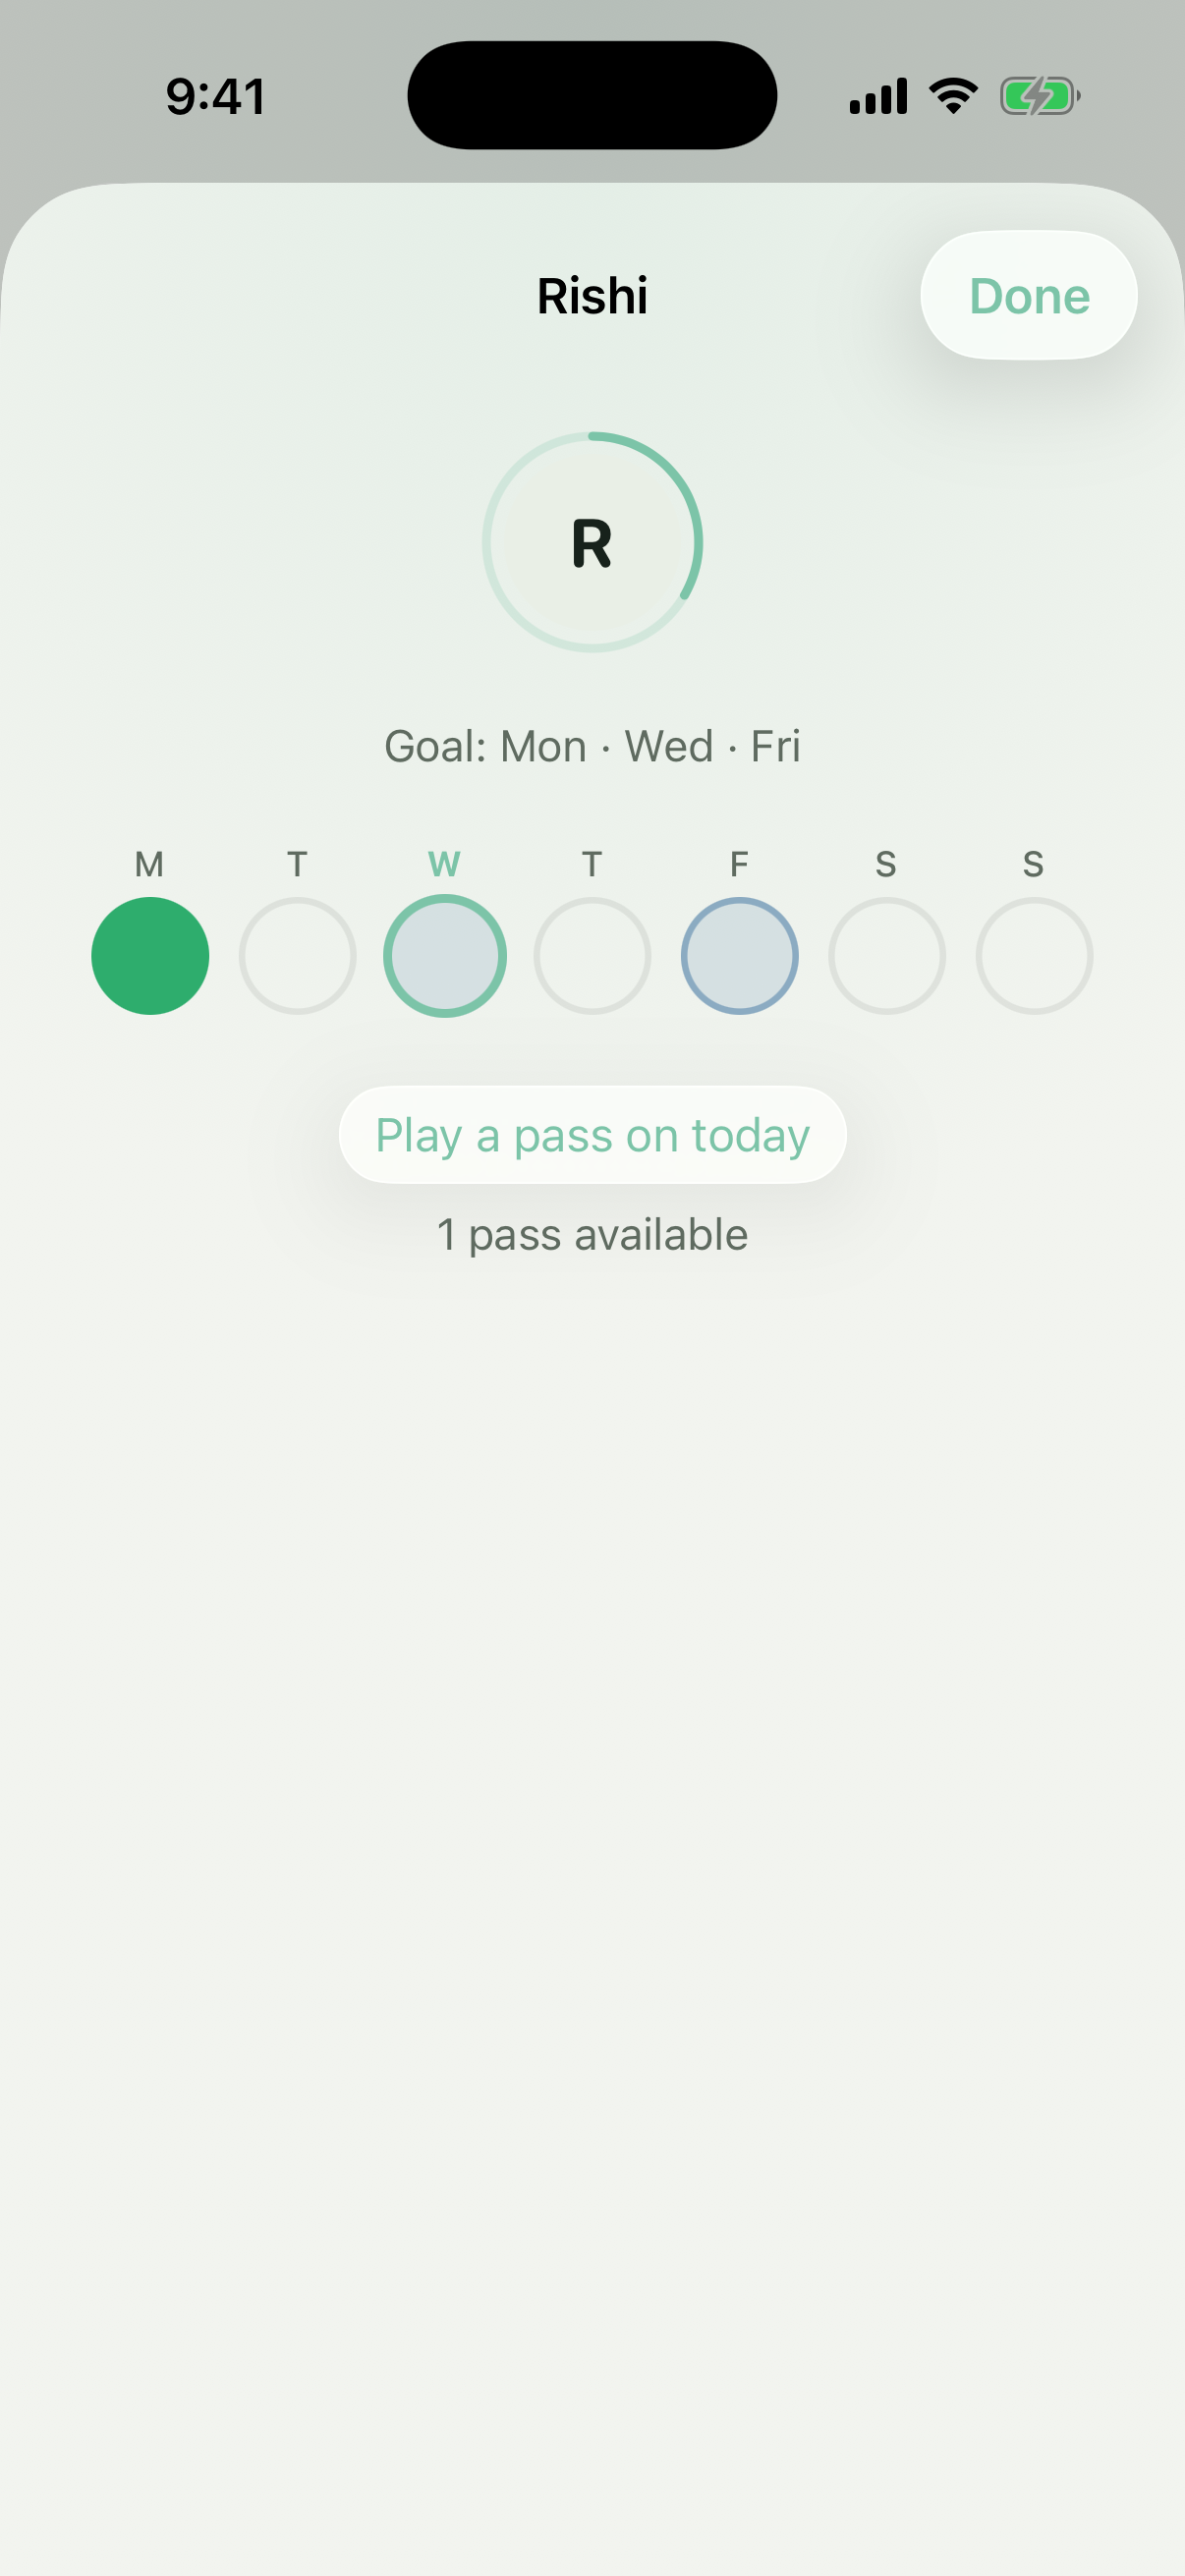 9:41
Rishi
Done
R
Goal: Mon · Wed · Fri
M T W T F S S
Play a pass on today
1 pass available